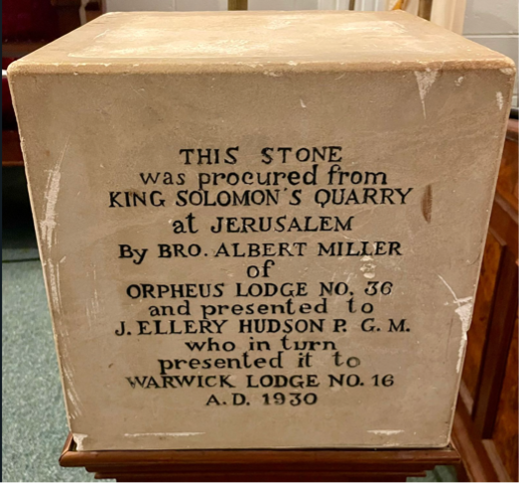 THIS STONE
was procured from
KING SOLOMON'S QUARRY
at JERUSALEM
By BRO. ALBERT MILLER
of
ORPHEUS LODGE NO. 36
and presented to
J. ELLERY HUDSON P. G. M.
who in turn
presented it to
WARWICK LODGE NO. 16
A. D. 1930